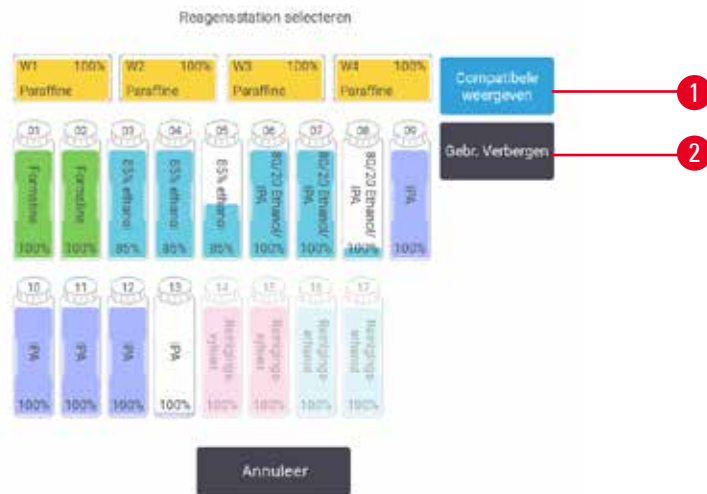 Reagensstation selecteren
W1 100% W2 100% W3 100% W4 100%
Paraffine Paraffine Paraffine Paraffine
Compatibele
weergeven
1
01 02 03 04 05 06 07 08 09
Gebr. Verbergen
2
Formaline
Formaline
85% ethanol
85% ethanol
85% ethanol
80/20 Ethanol/
IPA
80/20 Ethanol/
IPA
80/20 Ethanol/
IPA
IPA
100% 100% 85% 85% 85% 100% 100% 100% 100%
10 11 12 13 14 15 16 17
IPA
IPA
IPA
IPA
Reinigings-
xyleen
Reinigings-
xyleen
Reinigings-
ethanol
Reinigings-
ethanol
100% 100% 100% 100% 100% 100% 100% 100%
Annuleer